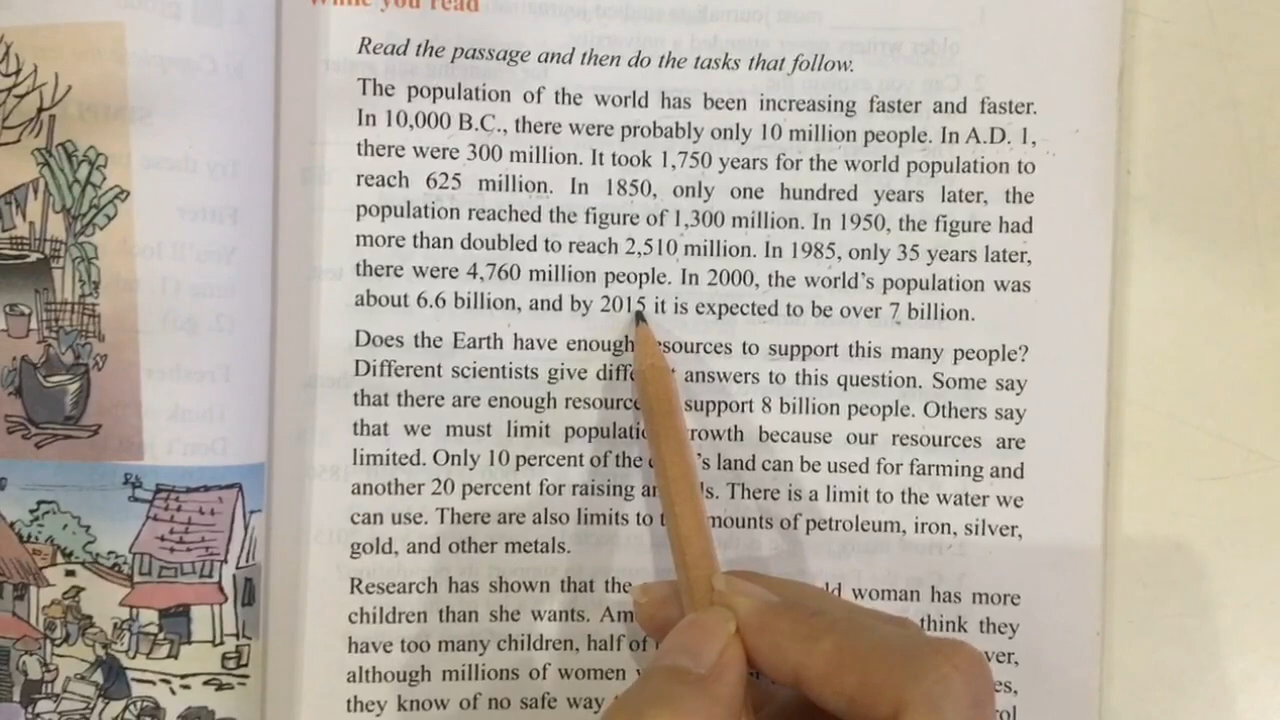 While you read
Read the passage and then do the tasks that follow.
The population of the world has been increasing faster and faster.
In 10,000 B.C., there were probably only 10 million people. In A.D. 1,
there were 300 million. It took 1,750 years for the world population to
reach 625 million. In 1850, only one hundred years later, the
population reached the figure of 1,300 million. In 1950, the figure had
more than doubled to reach 2,510 million. In 1985, only 35 years later,
there were 4,760 million people. In 2000, the world's population was
about 6.6 billion, and by 2015 it is expected to be over 7 billion.
Does the Earth have enough resources to support this many people?
Different scientists give different answers to this question. Some say
that there are enough resources support 8 billion people. Others say
that we must limit population growth because our resources are
limited. Only 10 percent of the 's land can be used for farming and
another 20 percent for raising animals. There is a limit to the water we
can use. There are also limits to amounts of petroleum, iron, silver,
gold, and other metals.
Research has shown that the woman has more
children than she wants. think they
have too many children, half of
although millions of women
they know of no safe way